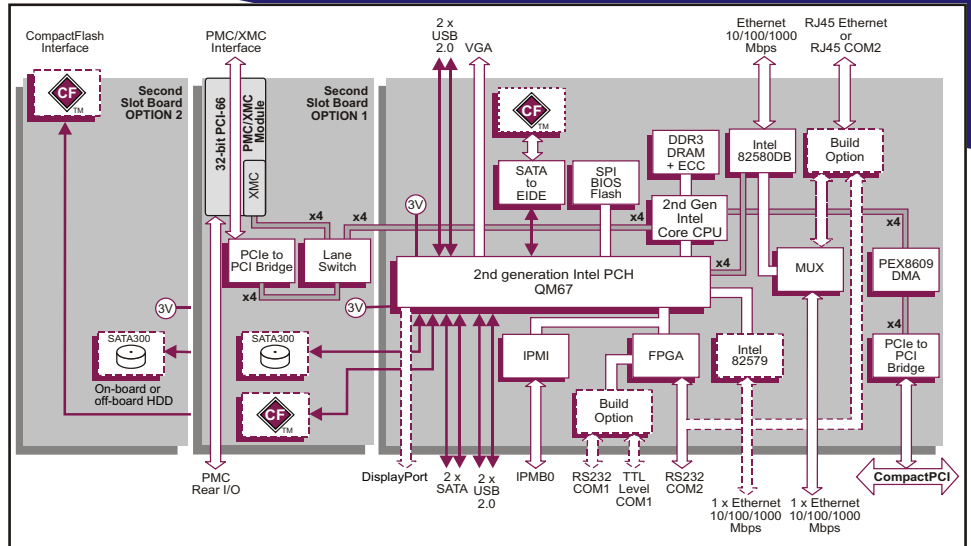 CompactFlash
Interface
PMC/XMC
Interface
2 x
USB
2.0
VGA
Ethernet
10/100/1000
Mbps
RJ45 Ethernet
or
RJ45 COM2
CF
TM
Second
Slot Board
OPTION 2
32-bit PCI-66
PMC/XMC
Module
XMC
Second
Slot Board
OPTION 1
CF
TM
SATA
to
EIDE
SPI
BIOS
Flash
DDR3
DRAM
+ ECC
2nd Gen
Intel
Core CPU
Intel
82580DB
Build
Option
x4
x4
x4
x4
3V
PCIe to
PCI Bridge
Lane
Switch
x4
2nd generation Intel PCH
QM67
x4
MUX
PEX8609
DMA
x4
3V
3V
SATA300
On-board or
off-board HDD
SATA300
CF
TM
IPMI
FPGA
Intel
82579
PCIe to
PCI
Bridge
Build
Option
PMC
Rear I/O
DisplayPort
2 x
SATA
2 x
USB
2.0
IPMB0
RS232
COM1
TTL
Level
COM1
RS232
COM2
1 x Ethernet
10/100/1000
Mbps
1 x Ethernet
10/100/1000
Mbps
CompactPCI